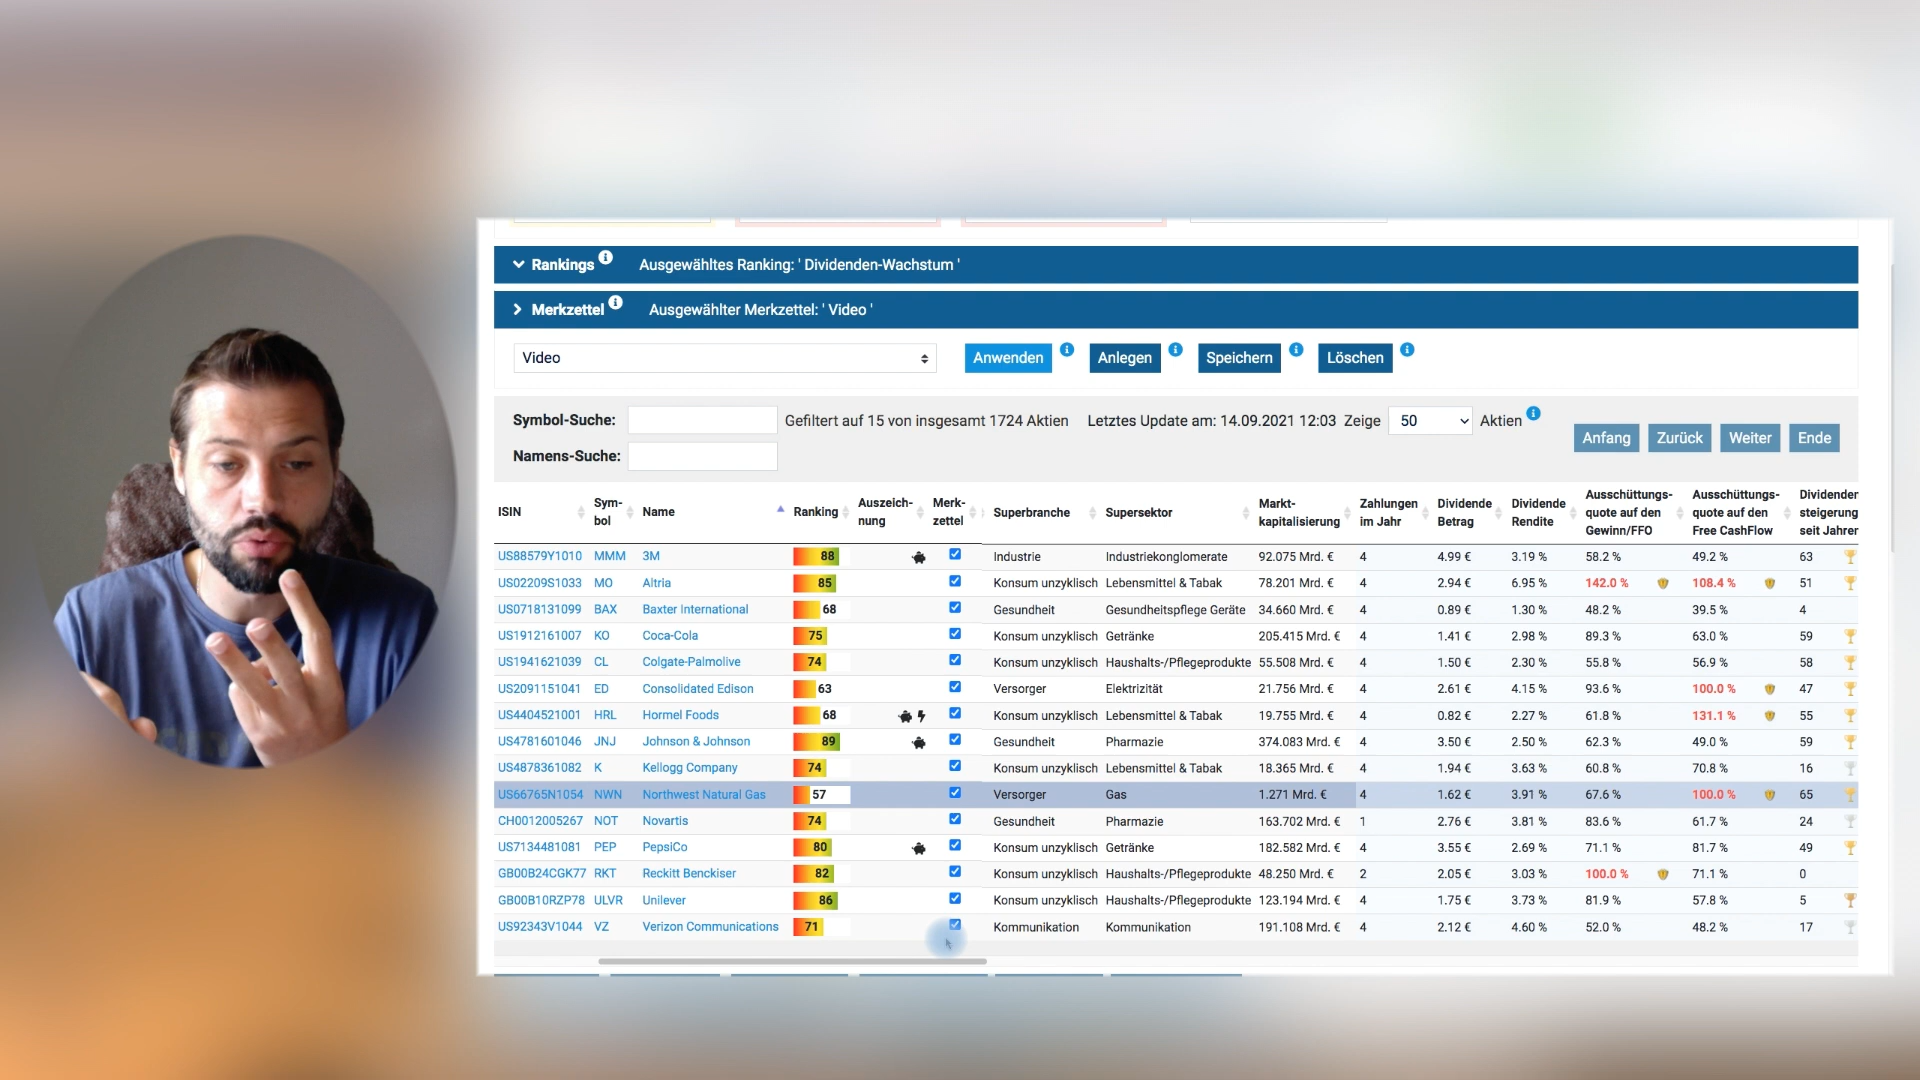 Rankings Ausgewähltes Ranking: ' Dividenden-Wachstum '
Merkzettel Ausgewählter Merkzettel: ' Video '
Video Anwenden Anlegen Speichern Löschen
Symbol-Suche: Gefiltert auf 15 von insgesamt 1724 Aktien Letztes Update am: 14.09.2021 12:03 Zeige 50 Aktien
Anfang Zurück Weiter Ende
Namens-Suche:
ISIN Sym-bol Name Ranking Auszeich-nung Merk-zettel Superbranche Supersektor Markt-kapitalisierung Zahlungen im Jahr Dividende Betrag Dividende Rendite Ausschüttungs-quote auf den Gewinn/FFO Ausschüttungs-quote auf den Free CashFlow Dividenden steigerung seit Jahren
US88579Y1010 MMM 3M 88 Industrie Industriekonglomerate 92.075 Mrd. € 4 4.99 € 3.19 % 58.2 % 49.2 % 63
US02209S1033 MO Altria 85 Konsum unzyklisch Lebensmittel & Tabak 78.201 Mrd. € 4 2.94 € 6.95 % 142.0 % 108.4 % 51
US0718131099 BAX Baxter International 68 Gesundheit Gesundheitspflege Geräte 34.660 Mrd. € 4 0.89 € 1.30 % 48.2 % 39.5 % 4
US1912161007 KO Coca-Cola 75 Konsum unzyklisch Getränke 205.415 Mrd. € 4 1.41 € 2.98 % 89.3 % 63.0 % 59
US1941621039 CL Colgate-Palmolive 74 Konsum unzyklisch Haushalts-/Pflegeprodukte 55.508 Mrd. € 4 1.50 € 2.30 % 55.8 % 56.9 % 58
US2091151041 ED Consolidated Edison 63 Versorger Elektrizität 21.756 Mrd. € 4 2.61 € 4.15 % 93.6 % 100.0 % 47
US4404521001 HRL Hormel Foods 68 Konsum unzyklisch Lebensmittel & Tabak 19.755 Mrd. € 4 0.82 € 2.27 % 61.8 % 131.1 % 55
US4781601046 JNJ Johnson & Johnson 89 Gesundheit Pharmazie 374.083 Mrd. € 4 3.50 € 2.50 % 62.3 % 49.0 % 59
US4878361082 K Kellogg Company 74 Konsum unzyklisch Lebensmittel & Tabak 18.365 Mrd. € 4 1.94 € 3.63 % 60.8 % 70.8 % 16
US66765N1054 NWN Northwest Natural Gas 57 Versorger Gas 1.271 Mrd. € 4 1.62 € 3.91 % 67.6 % 100.0 % 65
CH0012005267 NOT Novartis 74 Gesundheit Pharmazie 163.702 Mrd. € 1 2.76 € 3.81 % 83.6 % 61.7 % 24
US7134481081 PEP PepsiCo 80 Konsum unzyklisch Getränke 182.582 Mrd. € 4 3.55 € 2.69 % 71.1 % 81.7 % 49
GB00B24CGK77 RKT Reckitt Benckiser 82 Konsum unzyklisch Haushalts-/Pflegeprodukte 48.250 Mrd. € 2 2.05 € 3.03 % 100.0 % 71.1 % 0
GB00B10RZP78 ULVR Unilever 86 Konsum unzyklisch Haushalts-/Pflegeprodukte 123.194 Mrd. € 4 1.75 € 3.73 % 81.9 % 57.8 % 5
US92343V1044 VZ Verizon Communications 71 Kommunikation Kommunikation 191.108 Mrd. € 4 2.12 € 4.60 % 52.0 % 48.2 % 17